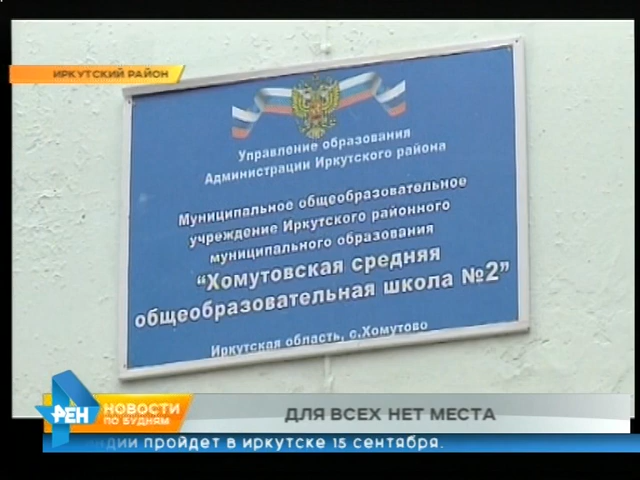 ИРКУТСКИЙ РАЙОН
Управление образования
Администрации Иркутского района
Муниципальное общеобразовательное
учреждение Иркутского районного
муниципального образования
“Хомутовская средняя
общеобразовательная школа №2”
Иркутская область, с.Хомутово
РЕН
НОВОСТИ
ПО БУДНЯМ
ДЛЯ ВСЕХ НЕТ МЕСТА
пройдет в иркутске 15 сентября.